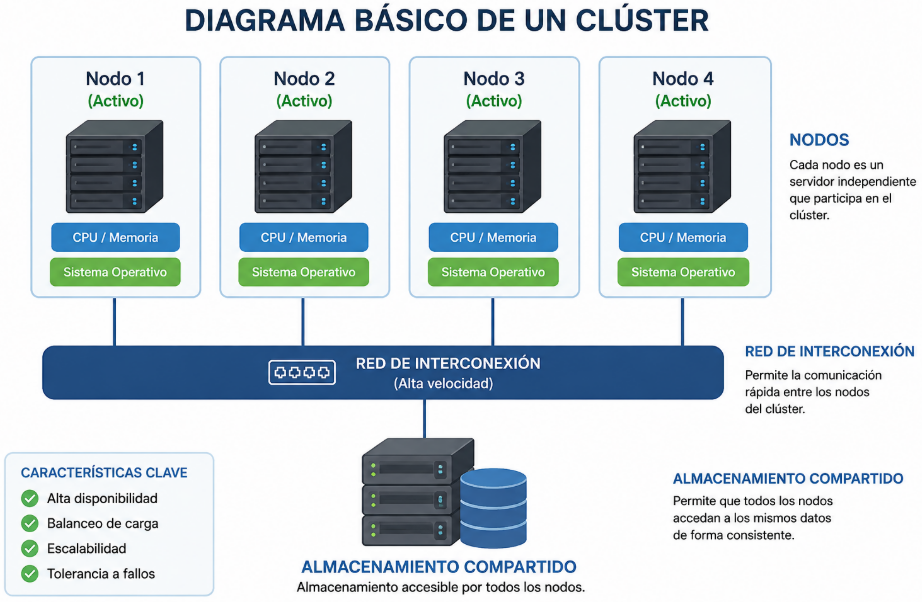 DIAGRAMA BÁSICO DE UN CLÚSTER
Nodo 1
(Activo)
CPU / Memoria
Sistema Operativo
Nodo 2
(Activo)
CPU / Memoria
Sistema Operativo
Nodo 3
(Activo)
CPU / Memoria
Sistema Operativo
Nodo 4
(Activo)
CPU / Memoria
Sistema Operativo
NODOS
Cada nodo es un
servidor independiente
que participa en el
clúster.
RED DE INTERCONEXIÓN
(Alta velocidad)
RED DE INTERCONEXIÓN
Permite la comunicación
rápida entre los nodos
del clúster.
CARACTERÍSTICAS CLAVE
Alta disponibilidad
Balanceo de carga
Escalabilidad
Tolerancia a fallos
ALMACENAMIENTO COMPARTIDO
Almacenamiento accesible por todos los nodos.
ALMACENAMIENTO COMPARTIDO
Permite que todos los nodos
accedan a los mismos datos
de forma consistente.